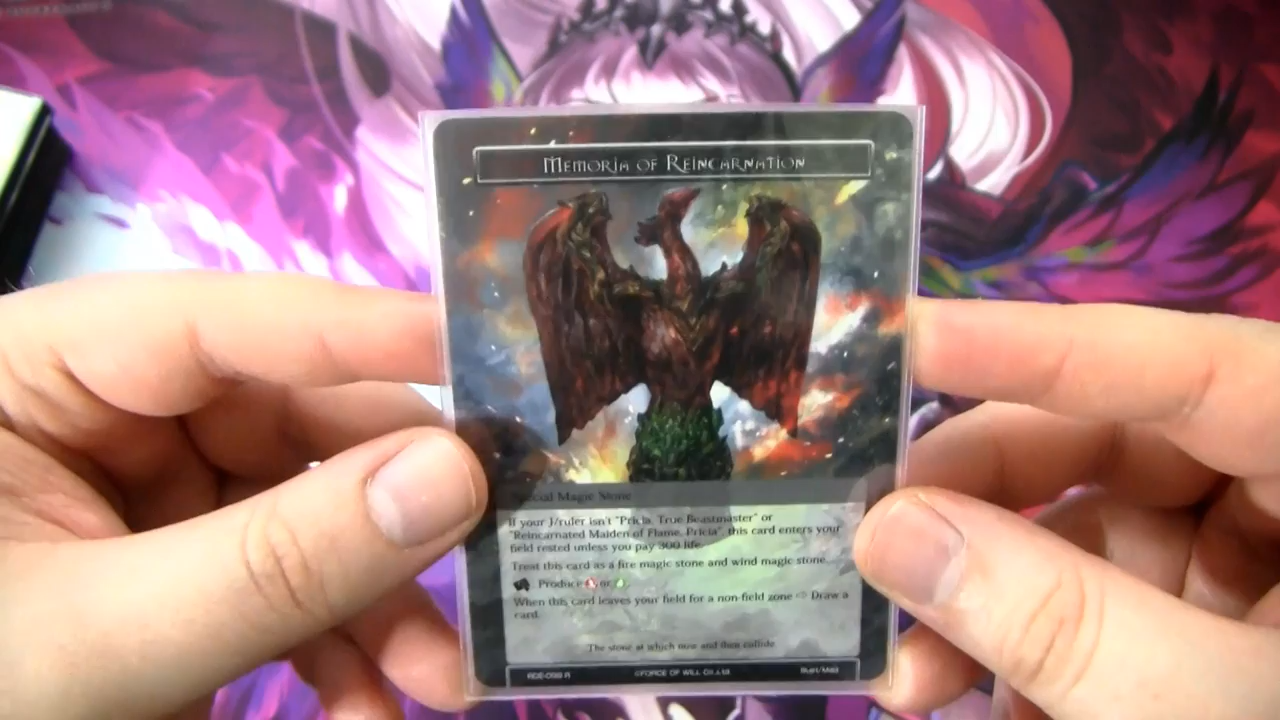 Memoria of Reincarnation
Special Magic Stone
If your J/ruler isn't "Pricia, True Beastmaster" or
"Reincarnated Maiden of Flame, Pricia", this card enters your
field rested unless you pay 300 life.
Treat this card as a fire magic stone and wind magic stone.
Produce or
When this card leaves your field for a non-field zone ⇨ Draw a
card.
The stone at which now and then collide.
©FORCE OF WILL CO.,LTD.